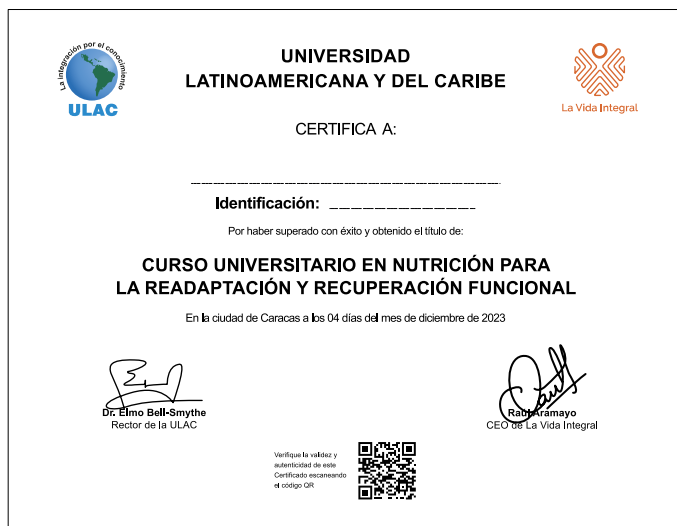 La integración por el conocimiento
ULAC
UNIVERSIDAD
LATINOAMERICANA Y DEL CARIBE
La Vida Integral
CERTIFICA A:
Identificación:
Por haber superado con éxito y obtenido el título de:
CURSO UNIVERSITARIO EN NUTRICIÓN PARA
LA READAPTACIÓN Y RECUPERACIÓN FUNCIONAL
En la ciudad de Caracas a los 04 días del mes de diciembre de 2023
Dr. Elmo Bell-Smythe
Rector de la ULAC
Raúl Aramayo
CEO de La Vida Integral
Verifique la validez y
autenticidad de este
Certificado escaneando
el código QR